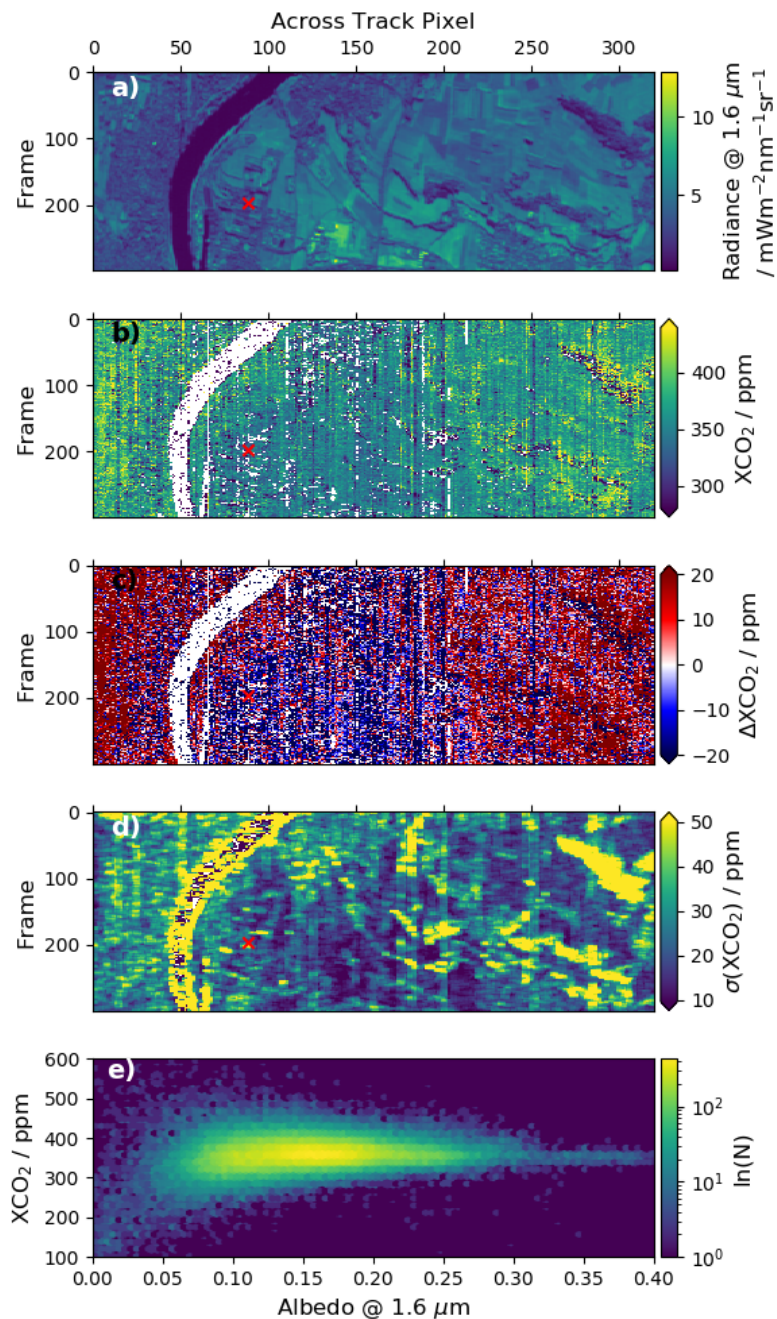 Across Track Pixel
0 50 100 150 200 250 300
a)
0
100
200
Frame
10
5
Radiance @ 1.6 μm
/ mWm⁻²nm⁻¹sr⁻¹
b)
0
100
200
Frame
400
350
300
XCO₂ / ppm
c)
0
100
200
Frame
20
10
0
−10
−20
ΔXCO₂ / ppm
d)
0
100
200
Frame
50
40
30
20
10
σ(XCO₂) / ppm
e)
600
500
400
300
200
100
XCO₂ / ppm
10²
10¹
10⁰
ln(N)
0.00 0.05 0.10 0.15 0.20 0.25 0.30 0.35 0.40
Albedo @ 1.6 μm